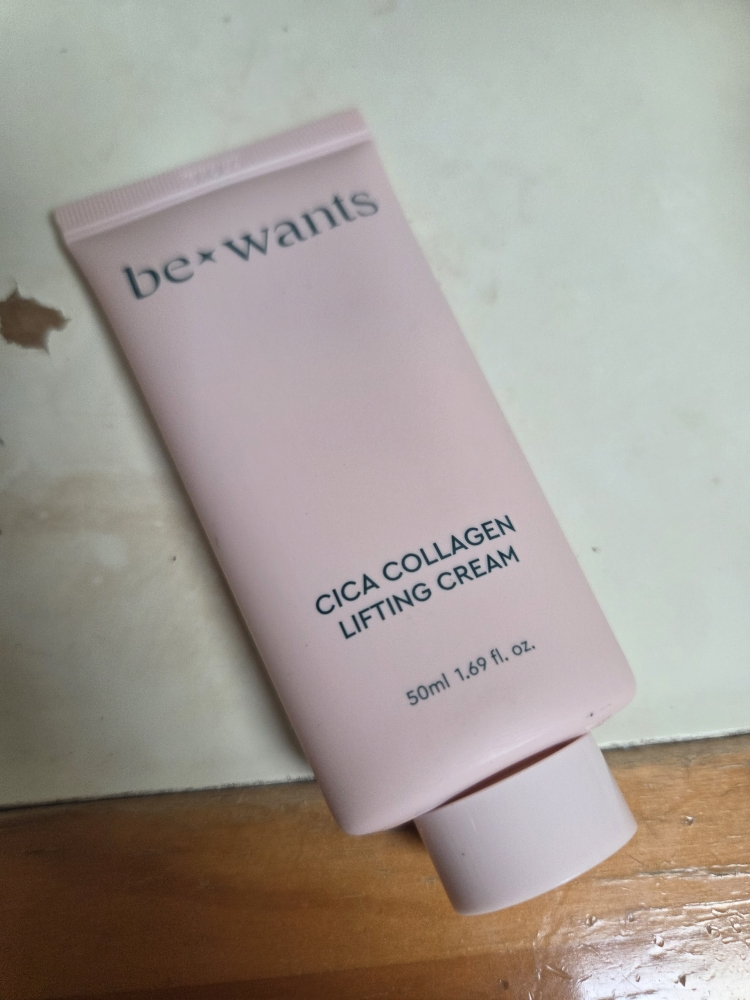 be★wants
CICA COLLAGEN
LIFTING CREAM
50ml 1.69 fl. oz.